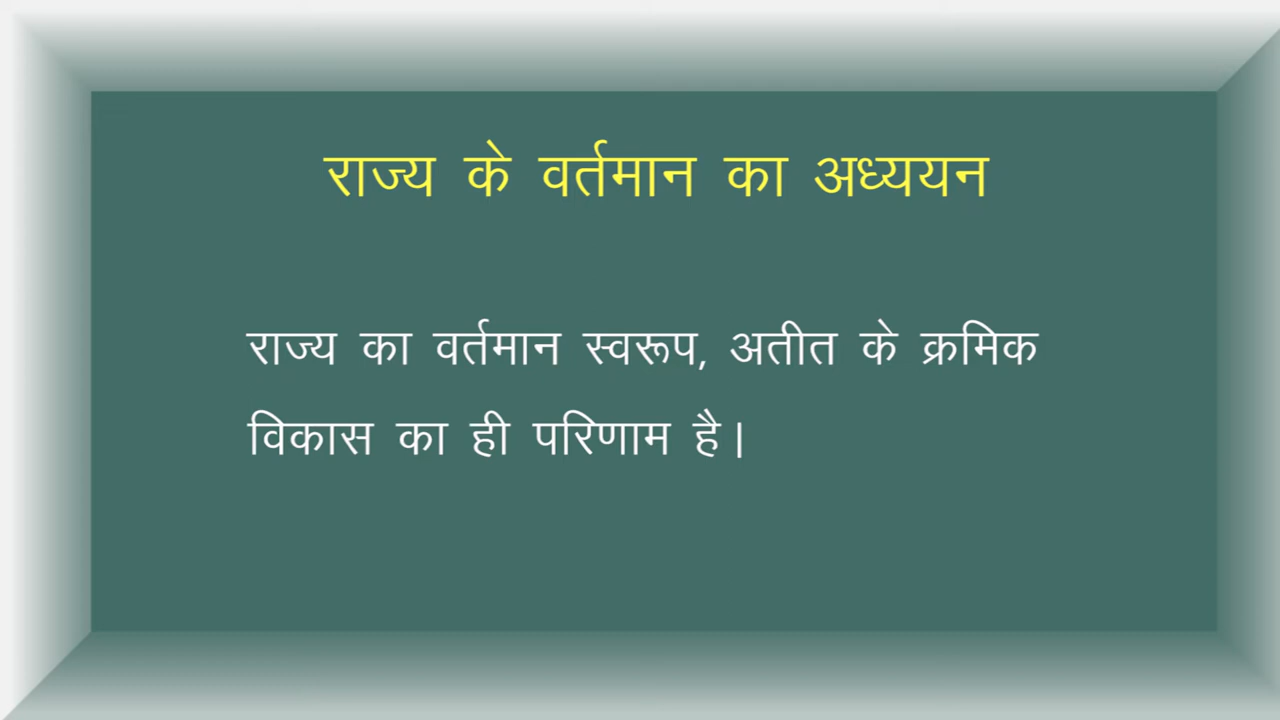 राज्य के वर्तमान का अध्ययन
राज्य का वर्तमान स्वरूप, अतीत के क्रमिक
विकास का ही परिणाम है।